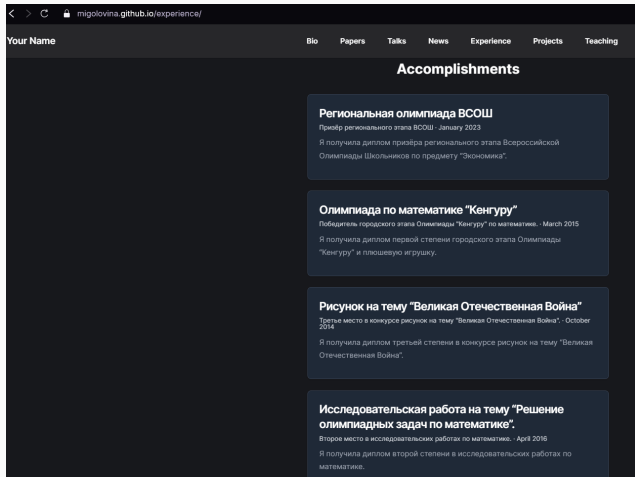 migolovina.github.io/experience/
Your Name
Bio Papers Talks News Experience Projects Teaching
Accomplishments
Региональная олимпиада ВСОШ
Призёр регионального этапа ВСОШ · January 2023
Я получила диплом призёра регионального этапа Всероссийской
Олимпиады Школьников по предмету "Экономика".
Олимпиада по математике "Кенгуру"
Победитель городского этапа Олимпиады "Кенгуру" по математике. · March 2015
Я получила диплом первой степени городского этапа Олимпиады
"Кенгуру" и плюшевую игрушку.
Рисунок на тему "Великая Отечественная Война"
Третье место в конкурсе рисунок на тему "Великая Отечественная Война". · October
2014
Я получила диплом третьей степени в конкурсе рисунок на тему "Великая
Отечественная Война".
Исследовательская работа на тему "Решение
олимпиадных задач по математике".
Второе место в исследовательских работах по математике. · April 2016
Я получила диплом второй степени в исследовательских работах по
математике.